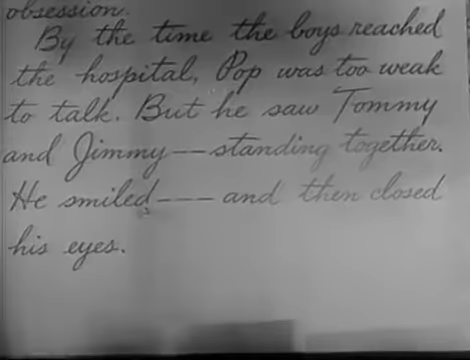 obsession.
By the time the boys reached
the hospital, Pop was too weak
to talk. But he saw Tommy
and Jimmy––standing together.
He smiled––– and then closed
his eyes.